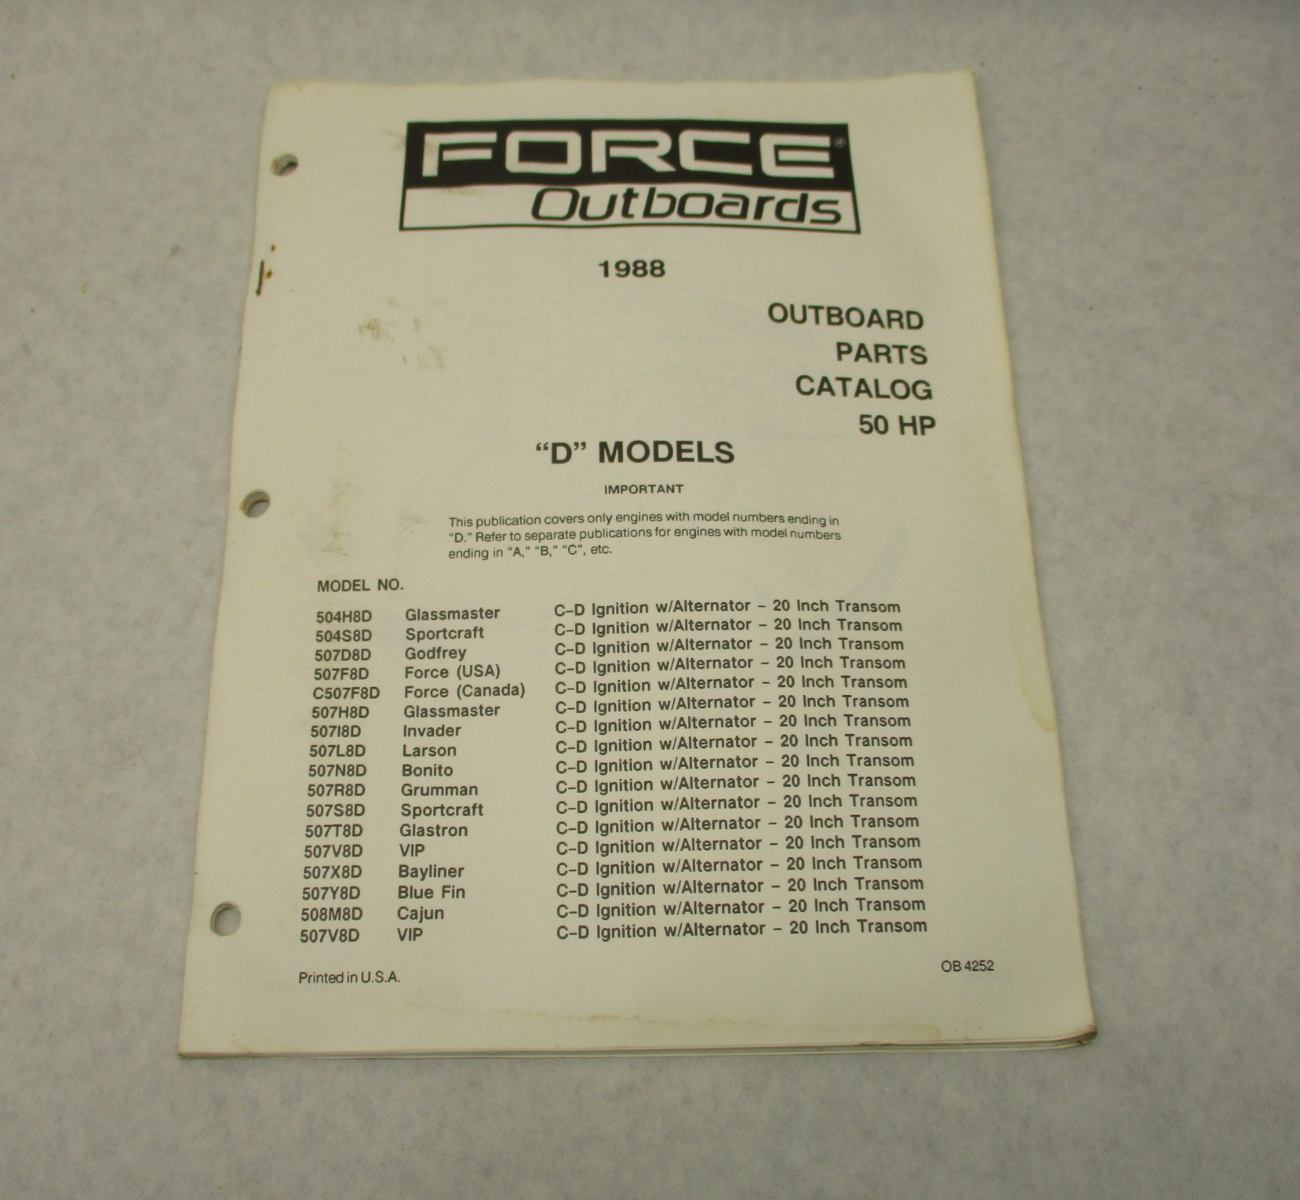 FORCE®
Outboards
1988
OUTBOARD
PARTS
CATALOG
50 HP
“D” MODELS
IMPORTANT
This publication covers only engines with model numbers ending in
“D.” Refer to separate publications for engines with model numbers
ending in “A,” “B,” “C”, etc.
MODEL NO.
504H8D Glassmaster C–D Ignition w/Alternator – 20 Inch Transom
504S8D Sportcraft C–D Ignition w/Alternator – 20 Inch Transom
507D8D Godfrey C–D Ignition w/Alternator – 20 Inch Transom
507F8D Force (USA) C–D Ignition w/Alternator – 20 Inch Transom
C507F8D Force (Canada) C–D Ignition w/Alternator – 20 Inch Transom
507H8D Glassmaster C–D Ignition w/Alternator – 20 Inch Transom
507I8D Invader C–D Ignition w/Alternator – 20 Inch Transom
507L8D Larson C–D Ignition w/Alternator – 20 Inch Transom
507N8D Bonito C–D Ignition w/Alternator – 20 Inch Transom
507R8D Grumman C–D Ignition w/Alternator – 20 Inch Transom
507S8D Sportcraft C–D Ignition w/Alternator – 20 Inch Transom
507T8D Glastron C–D Ignition w/Alternator – 20 Inch Transom
507V8D VIP C–D Ignition w/Alternator – 20 Inch Transom
507X8D Bayliner C–D Ignition w/Alternator – 20 Inch Transom
507Y8D Blue Fin C–D Ignition w/Alternator – 20 Inch Transom
508M8D Cajun C–D Ignition w/Alternator – 20 Inch Transom
507V8D VIP C–D Ignition w/Alternator – 20 Inch Transom
Printed in U.S.A. OB 4252